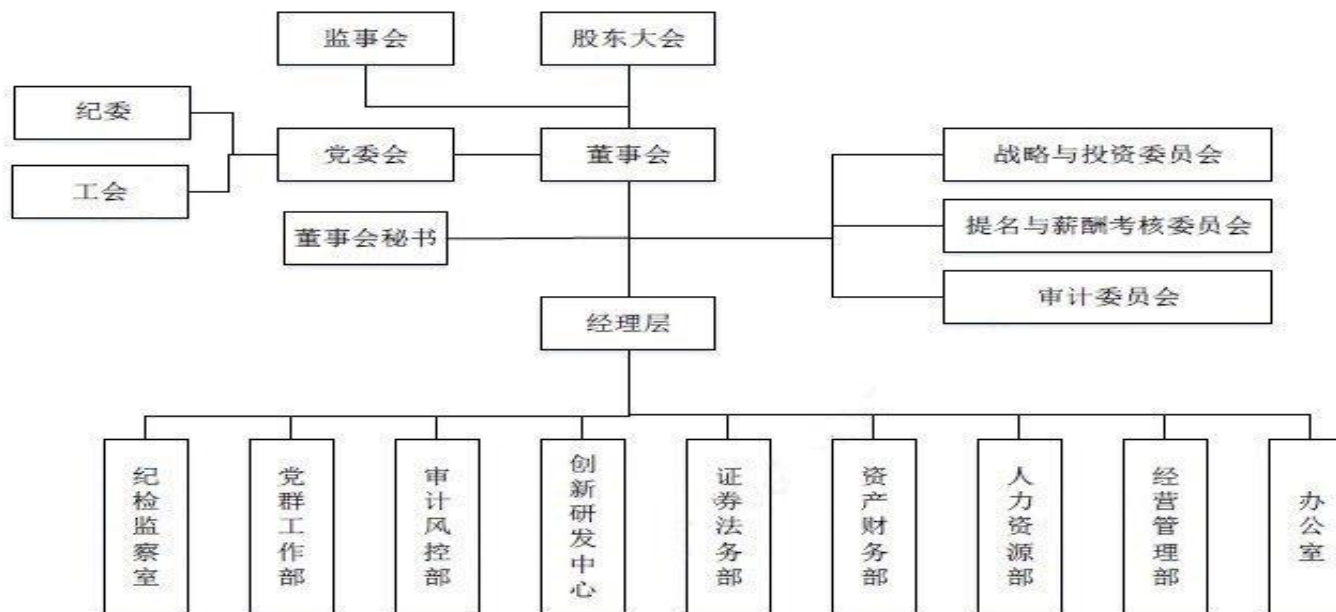 监事会
股东大会
纪委
工会
党委会
董事会
战略与投资委员会
提名与薪酬考核委员会
审计委员会
董事会秘书
经理层
纪检监察室
党群工作部
审计风控部
创新研发中心
证券法务部
资产财务部
人力资源部
经营管理部
办公室